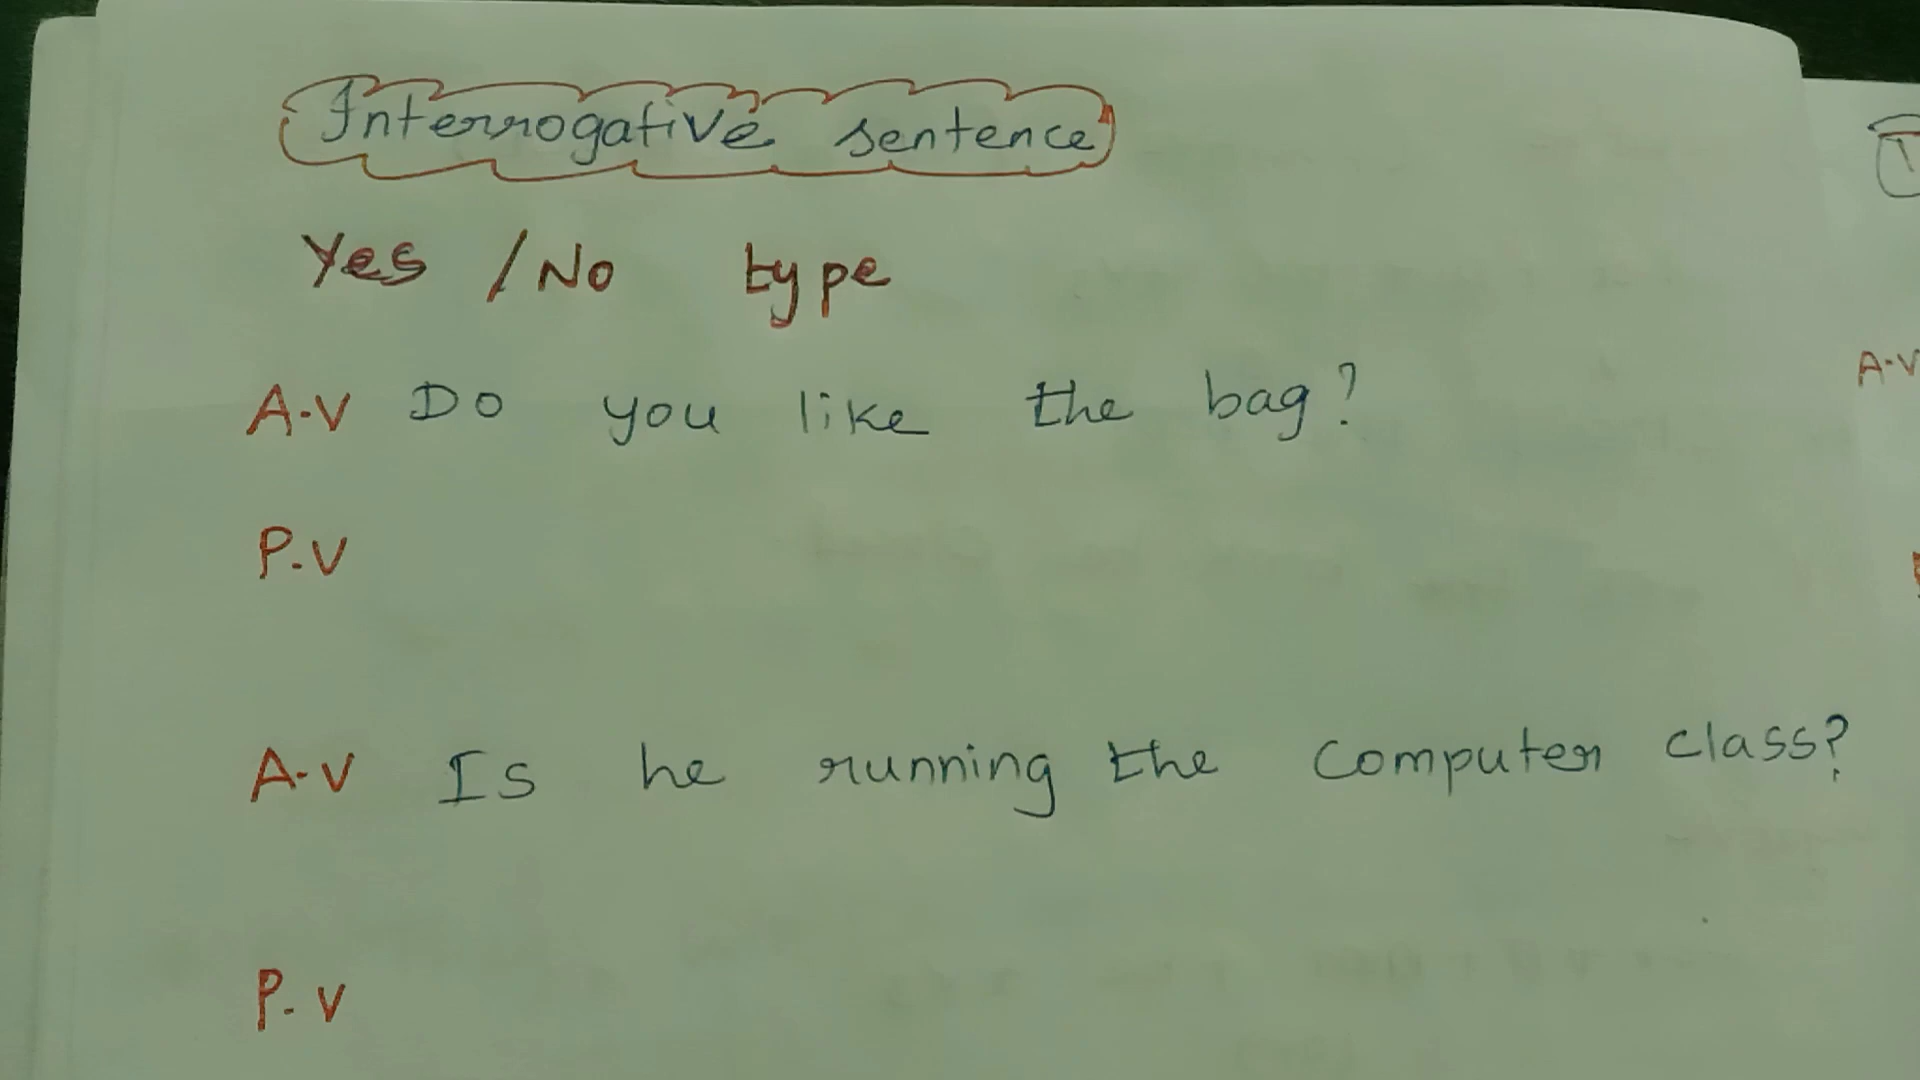 Interrogative sentence
Yes / No type
A.V Do you like the bag?
P.V
A.V Is he running the computer class?
P.V
A.V